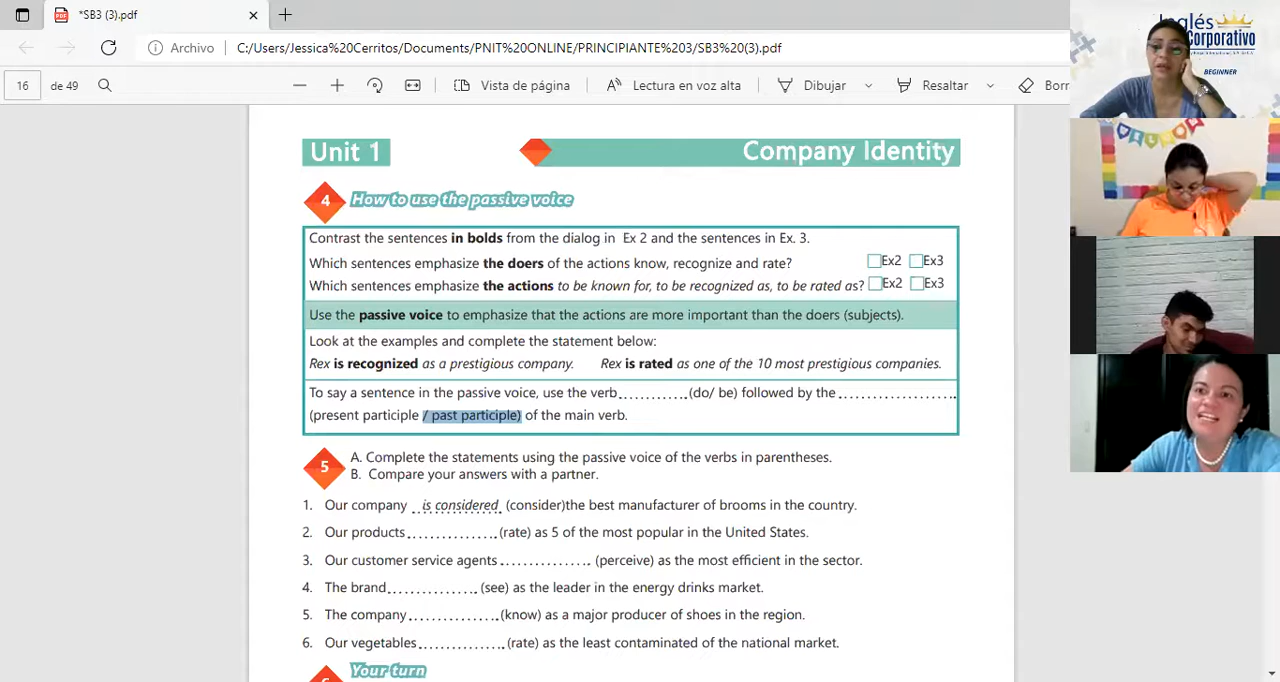 *SB3 (3).pdf
Archivo C:/Users/Jessica%20Cerritos/Documents/PNIT%20ONLINE/PRINCIPIANTE%203/SB3%20(3).pdf
16 de 49 Vista de página Lectura en voz alta Dibujar Resaltar Borr
Inglés
Corporativo
BEGINNER
Unit 1 Company Identity
4 How to use the passive voice
Contrast the sentences in bolds from the dialog in Ex 2 and the sentences in Ex. 3.
Which sentences emphasize the doers of the actions know, recognize and rate? Ex2 Ex3
Which sentences emphasize the actions to be known for, to be recognized as, to be rated as? Ex2 Ex3
Use the passive voice to emphasize that the actions are more important than the doers (subjects).
Look at the examples and complete the statement below:
Rex is recognized as a prestigious company. Rex is rated as one of the 10 most prestigious companies.
To say a sentence in the passive voice, use the verb............(do/ be) followed by the ....................
(present participle / past participle) of the main verb.
5 A. Complete the statements using the passive voice of the verbs in parentheses.
B. Compare your answers with a partner.
1. Our company ..is considered. (consider)the best manufacturer of brooms in the country.
2. Our products............... (rate) as 5 of the most popular in the United States.
3. Our customer service agents ............... (perceive) as the most efficient in the sector.
4. The brand............... (see) as the leader in the energy drinks market.
5. The company............... (know) as a major producer of shoes in the region.
6. Our vegetables............... (rate) as the least contaminated of the national market.
Your turn